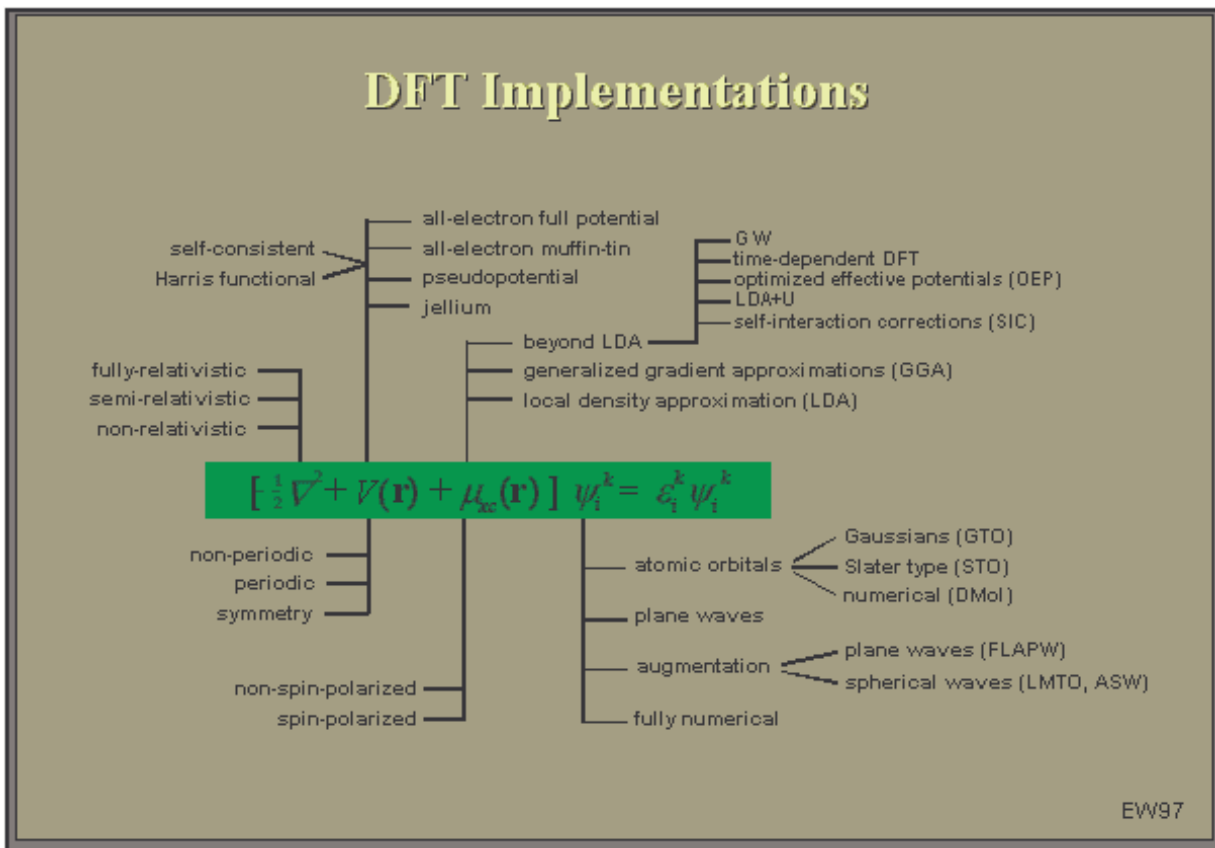 DFT Implementations
all-electron full potential
self-consistent
all-electron muffin-tin
Harris functional
pseudopotential
jellium
GW
time-dependent DFT
optimized effective potentials (OEP)
LDA+U
self-interaction corrections (SIC)
beyond LDA
generalized gradient approximations (GGA)
local density approximation (LDA)
fully-relativistic
semi-relativistic
non-relativistic
[-½∇²+ V(r) + μxc(r) ] ψᵢᵏ = εᵢᵏ ψᵢᵏ
non-periodic
periodic
symmetry
non-spin-polarized
spin-polarized
atomic orbitals
Gaussians (GTO)
Slater type (STO)
numerical (DMol)
plane waves
augmentation
plane waves (FLAPW)
spherical waves (LMTO, ASW)
fully numerical
EW97